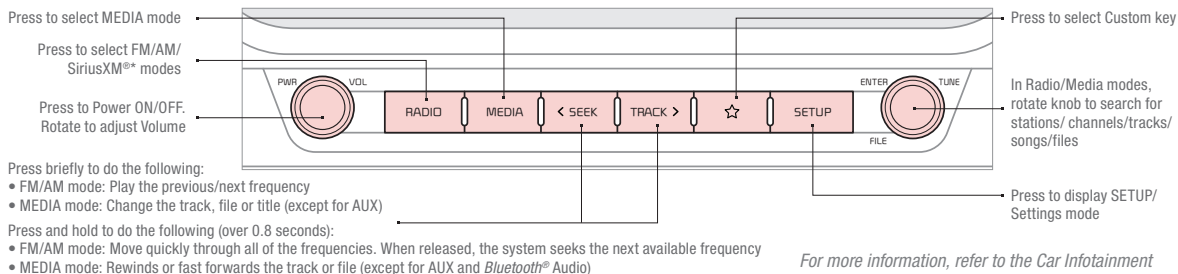 Press to select MEDIA mode
Press to select Custom key
Press to select FM/AM/
SiriusXM®* modes
PWR
VOL
ENTER
TUNE
RADIO
MEDIA
< SEEK
TRACK >
SETUP
FILE
Press to Power ON/OFF.
Rotate to adjust Volume
In Radio/Media modes,
rotate knob to search for
stations/ channels/tracks/
songs/files
Press briefly to do the following:
• FM/AM mode: Play the previous/next frequency
• MEDIA mode: Change the track, file or title (except for AUX)
Press to display SETUP/
Settings mode
Press and hold to do the following (over 0.8 seconds):
• FM/AM mode: Move quickly through all of the frequencies. When released, the system seeks the next available frequency
• MEDIA mode: Rewinds or fast forwards the track or file (except for AUX and Bluetooth® Audio)
For more information, refer to the Car Infotainment